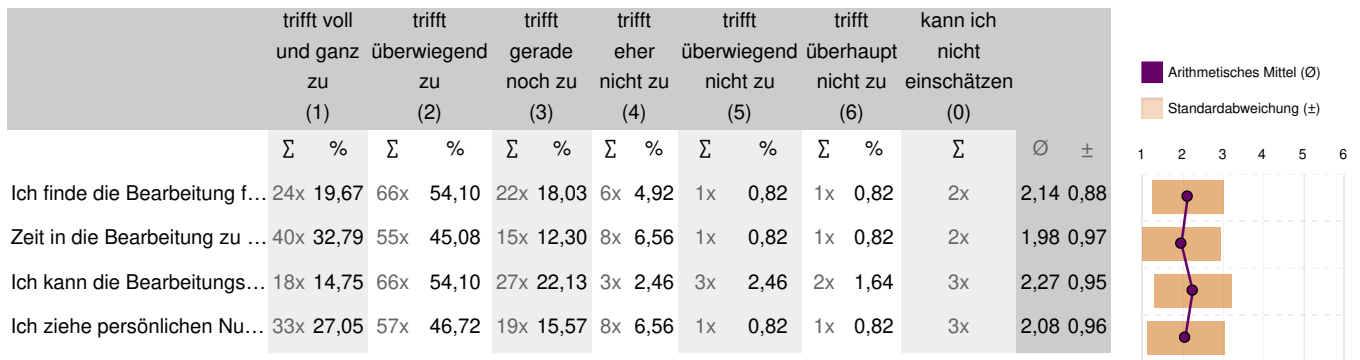 trifft voll trifft trifft trifft trifft trifft kann ich
und ganz überwiegend gerade eher überwiegend überhaupt nicht
zu zu noch zu nicht zu nicht zu nicht zu einschätzen
(1) (2) (3) (4) (5) (6) (0)
Σ % Σ % Σ % Σ % Σ % Σ % Σ Ø ±
Ich finde die Bearbeitung f... 24x 19,67 66x 54,10 22x 18,03 6x 4,92 1x 0,82 1x 0,82 2x 2,14 0,88
Zeit in die Bearbeitung zu ... 40x 32,79 55x 45,08 15x 12,30 8x 6,56 1x 0,82 1x 0,82 2x 1,98 0,97
Ich kann die Bearbeitungs... 18x 14,75 66x 54,10 27x 22,13 3x 2,46 3x 2,46 2x 1,64 3x 2,27 0,95
Ich ziehe persönlichen Nu... 33x 27,05 57x 46,72 19x 15,57 8x 6,56 1x 0,82 1x 0,82 3x 2,08 0,96
Arithmetisches Mittel (Ø)
Standardabweichung (±)
1 2 3 4 5 6